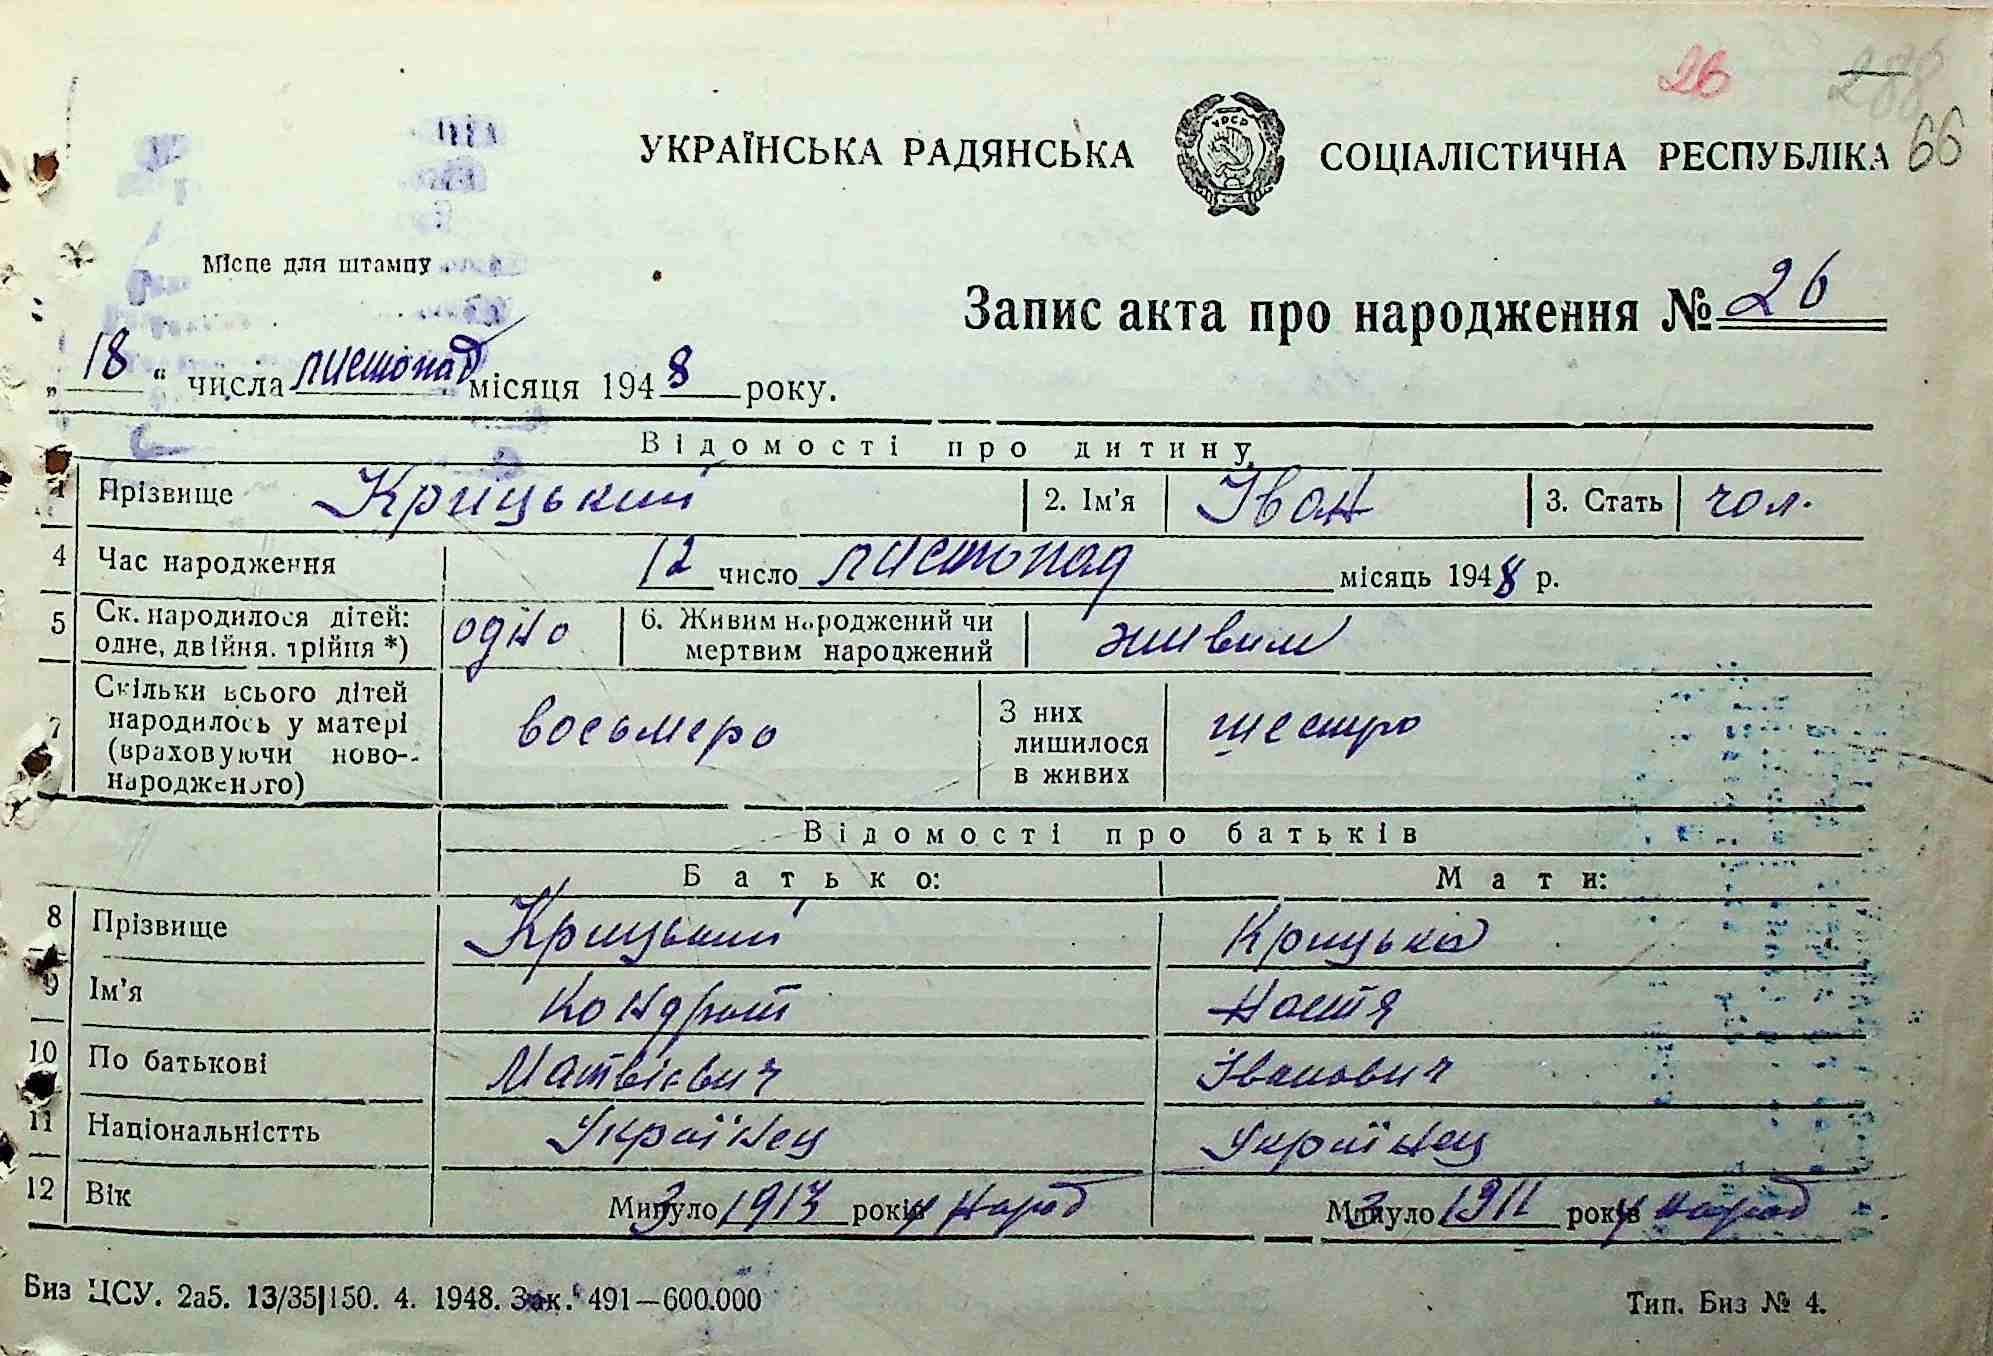 26 288
УКРАЇНСЬКА РАДЯНСЬКА УРСР СОЦІАЛІСТИЧНА РЕСПУБЛІКА 66
Місце для штампу
Запис акта про народження № 26
„ 18 “ числа листопад місяця 1948 року.
Відомості про дитину
1 Прізвище Крицький 2. Ім'я Іван 3. Стать чол.
4 Час народження 12 число листопад місяць 1948 р.
5 Ск. народилося дітей: одне, двійня, трійня *) одно 6. Живим народжений чи мертвим народжений живим
7 Скільки всього дітей народилось у матері (враховуючи ново-народженого) восьмеро З них лишилося в живих шестро
Відомості про батьків
Батько: Мати:
8 Прізвище Крицький Крицька
9 Ім'я Кондрат Настя
10 По батькові Матвієвич Іванович
11 Національністть Українец Українец
12 Вік Минуло З 1913 років у народ Минуло З 1911 років у народ
Биз ЦСУ. 2а5. 13/35|150. 4. 1948. Зак. 491—600.000 Тип. Биз № 4.